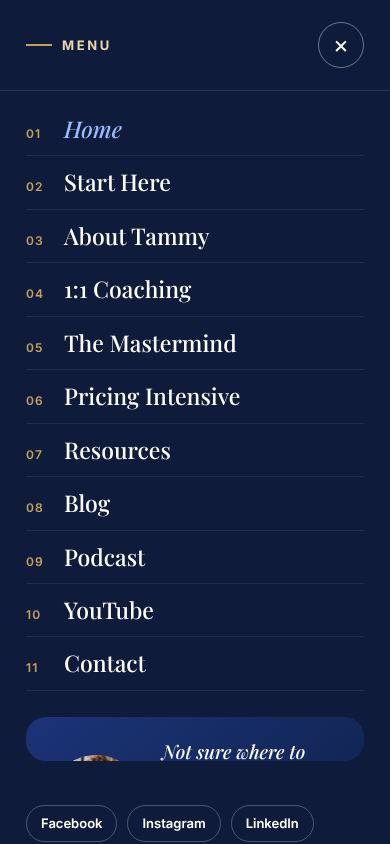 MENU
01 Home
02 Start Here
03 About Tammy
04 1:1 Coaching
05 The Mastermind
06 Pricing Intensive
07 Resources
08 Blog
09 Podcast
10 YouTube
11 Contact
Not sure where to
Facebook Instagram LinkedIn